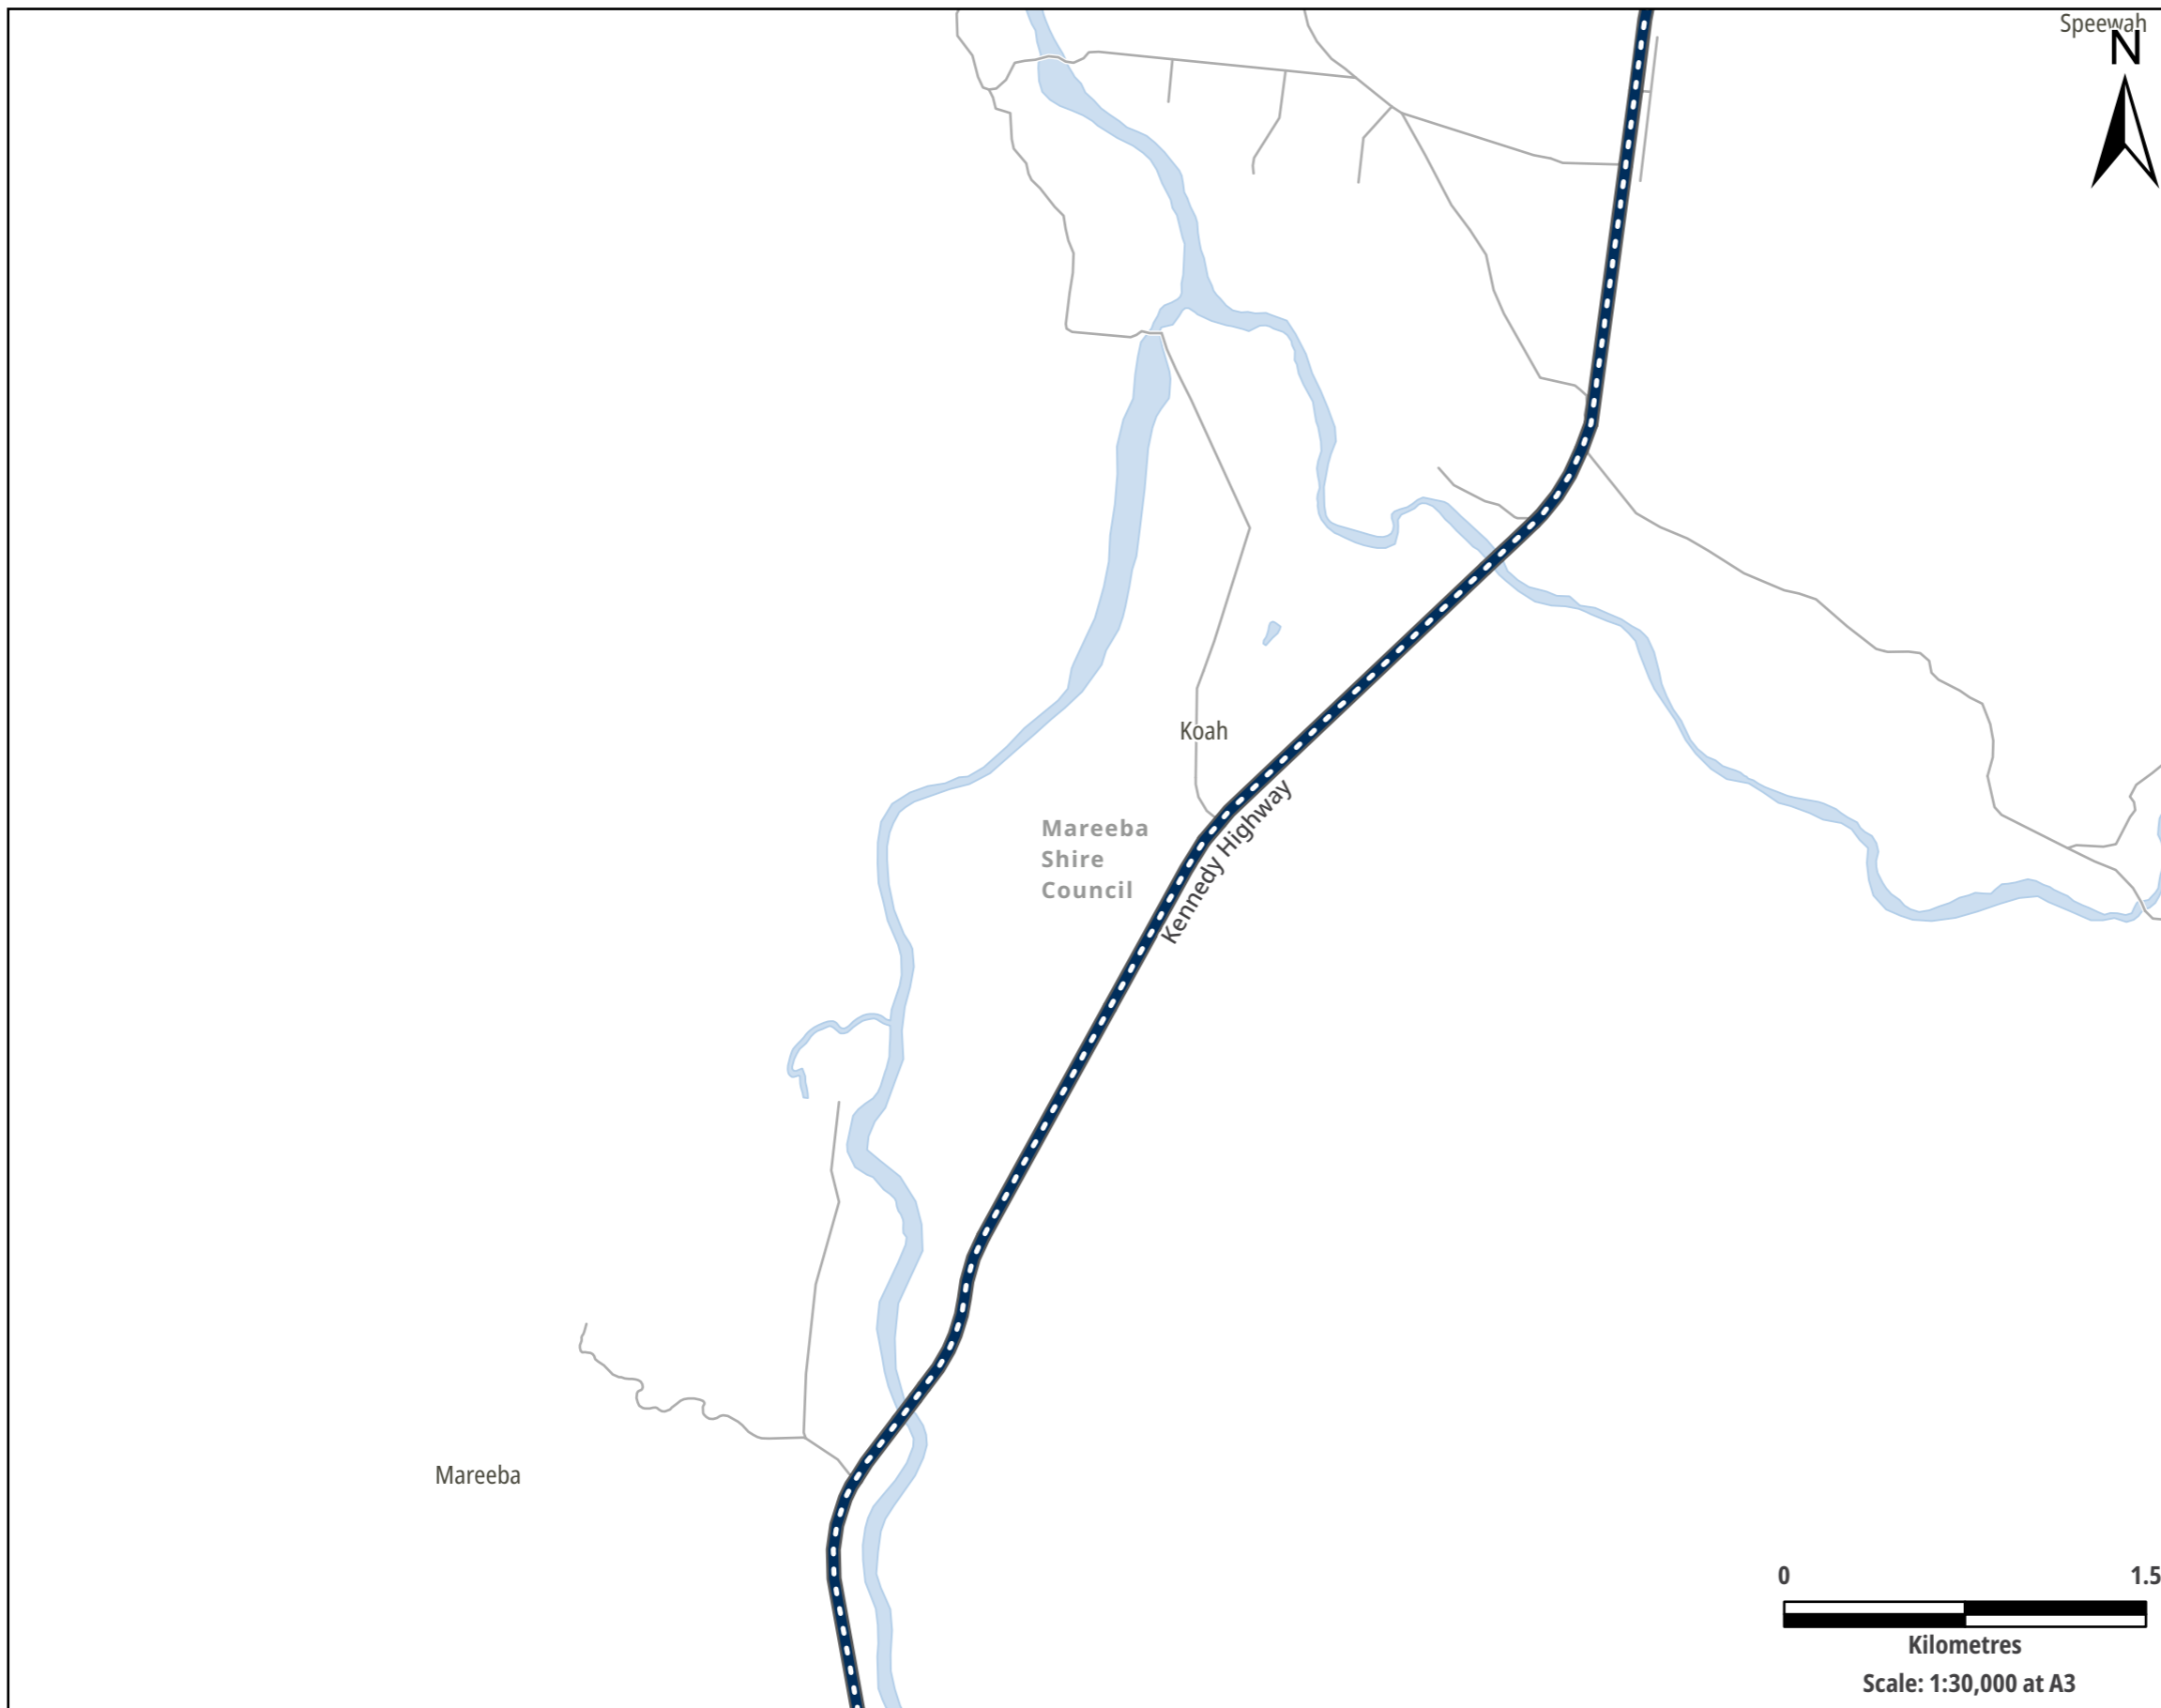 Speewah
N
Koah
Kennedy Highway
Mareeba
Shire
Council
Mareeba
0 1.5
Kilometres
Scale: 1:30,000 at A3